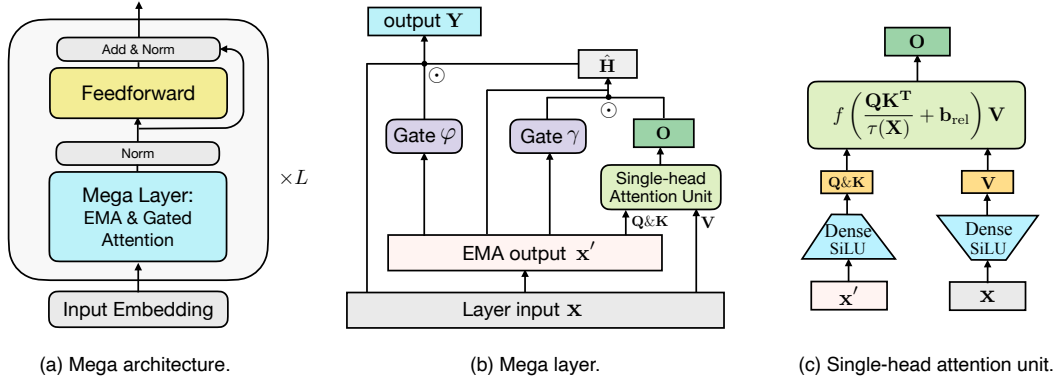 Add & Norm
Feedforward
Norm
Mega Layer:
EMA & Gated
Attention
×L
Input Embedding
(a) Mega architecture.
output Y
⊙
Ĥ
⊙
Gate φ
Gate γ
O
Single-head
Attention Unit
Q&K
V
EMA output x′
Layer input x
(b) Mega layer.
O
f ( QK^T / τ(X) + b_rel ) V
Q&K
V
Dense
SiLU
Dense
SiLU
x′
x
(c) Single-head attention unit.